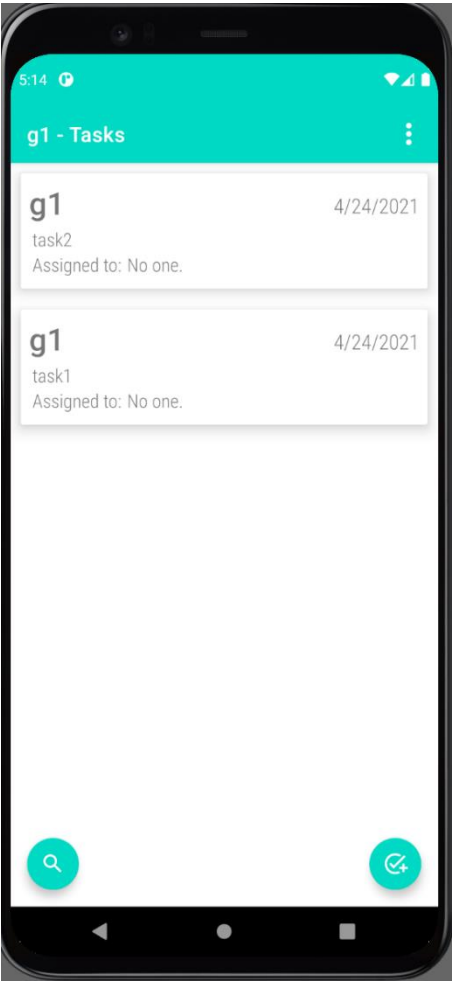 5:14
g1 - Tasks
g1
4/24/2021
task2
Assigned to: No one.
g1
4/24/2021
task1
Assigned to: No one.